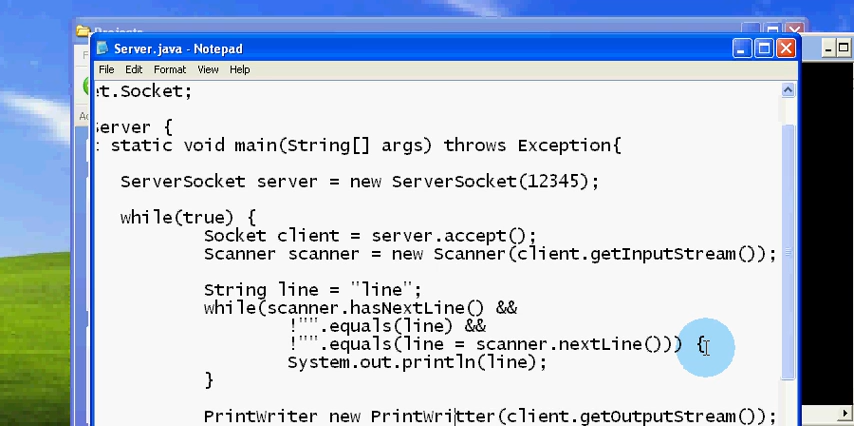 Server.java - Notepad
File Edit Format View Help
et.Socket;
Server {
static void main(String[] args) throws Exception{
ServerSocket server = new ServerSocket(12345);
while(true) {
Socket client = server.accept();
Scanner scanner = new Scanner(client.getInputStream());
String line = "line";
while(scanner.hasNextLine() &&
!"".equals(line) &&
!"".equals(line = scanner.nextLine())) {
System.out.println(line);
}
PrintWriter new PrintWritter(client.getOutputStream());